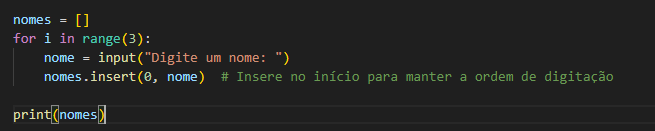 nomes = []
for i in range(3):
    nome = input("Digite um nome: ")
    nomes.insert(0, nome)  # Insere no início para manter a ordem de digitação
print(nomes)